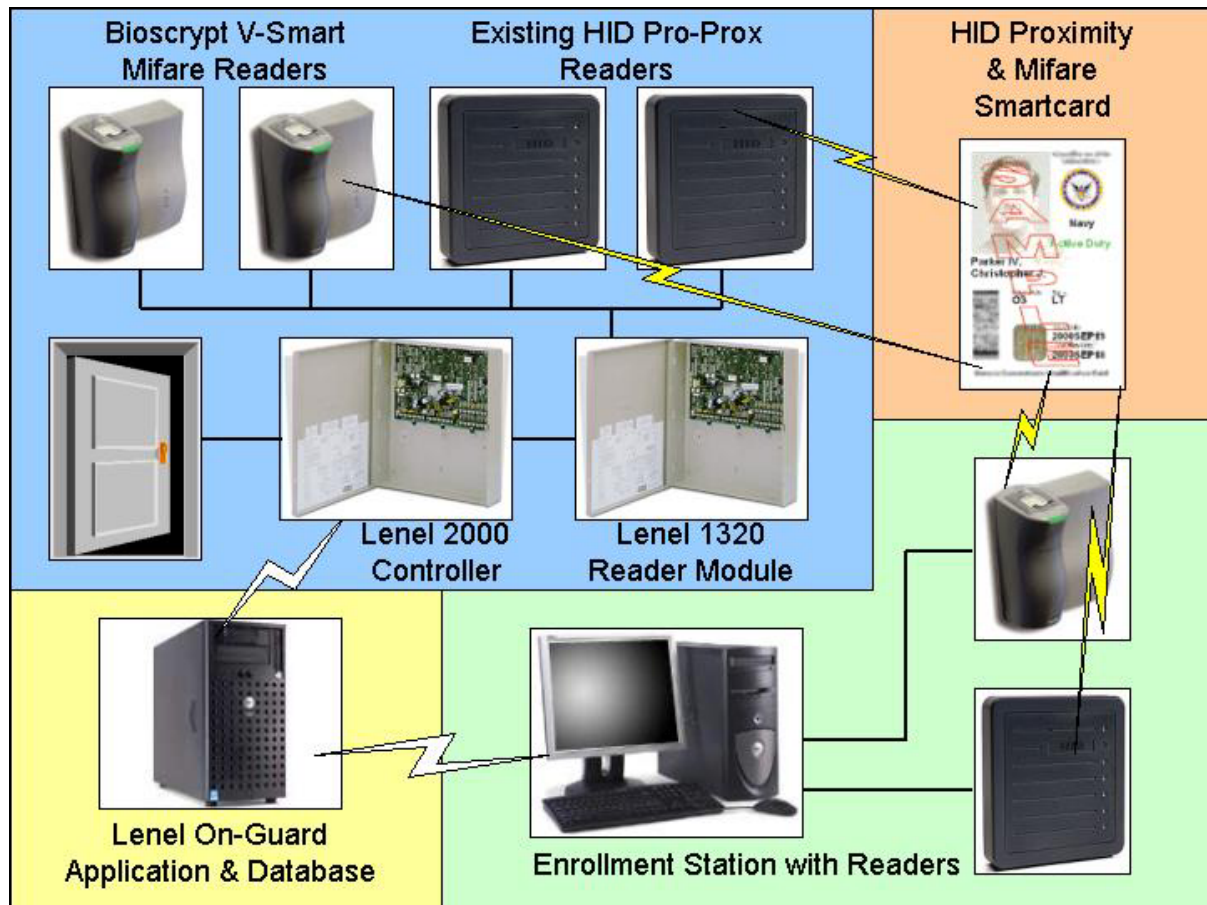 Bioscrypt V-Smart
Mifare Readers
Existing HID Pro-Prox
Readers
HID Proximity
& Mifare
Smartcard
SAMPLE
Navy
Active Duty
Parker IV,
Christopher J.
O3
LT
Lenel 2000
Controller
Lenel 1320
Reader Module
Lenel On-Guard
Application & Database
Enrollment Station with Readers